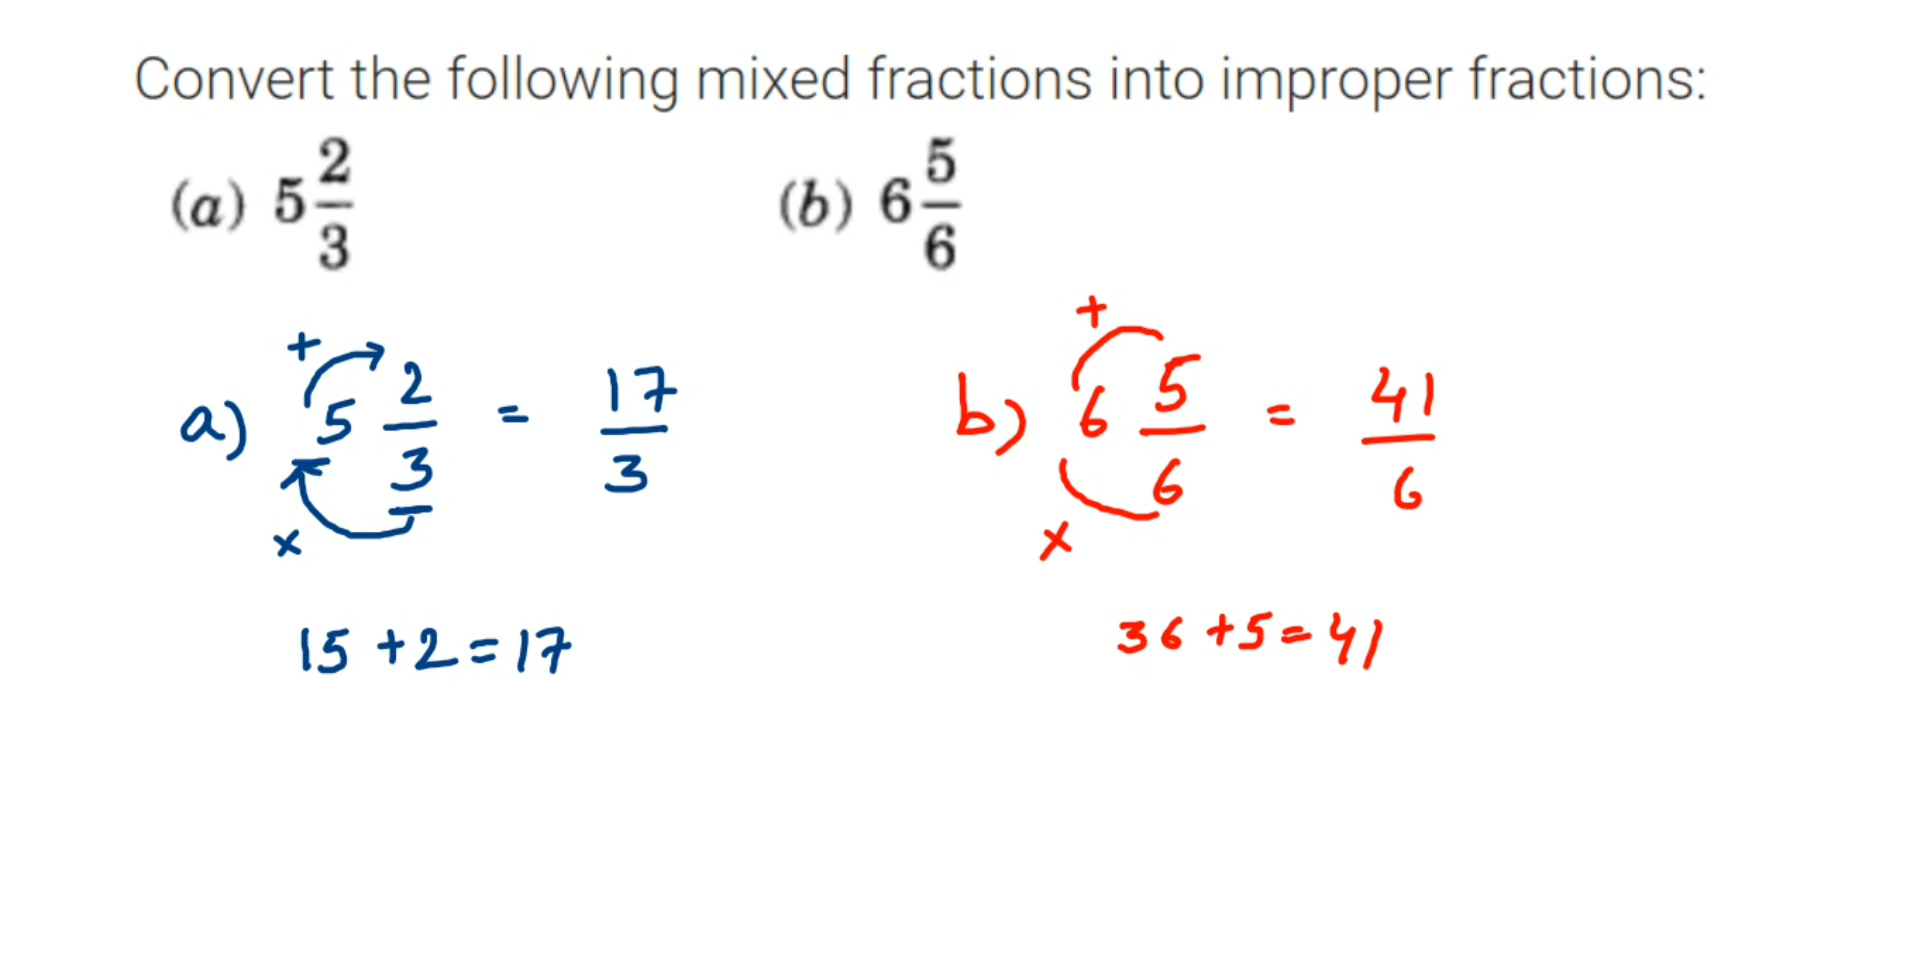 Convert the following mixed fractions into improper fractions:
(a) 5 2/3 (b) 6 5/6
a) 5 2/3 = 17/3
+
x
15 + 2 = 17
b) 6 5/6 = 41/6
+
x
36 + 5 = 41